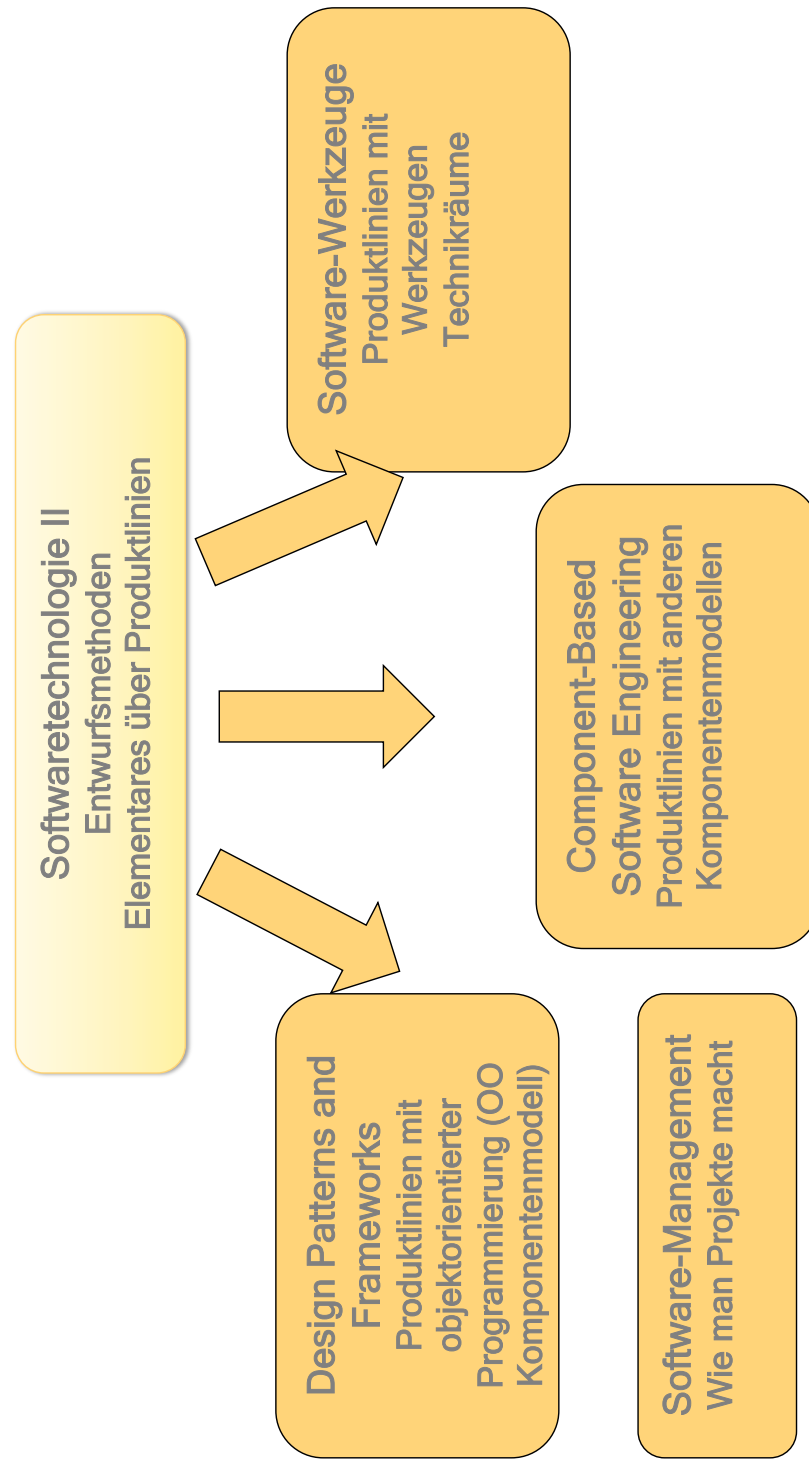 Softwaretechnologie II
Entwurfsmethoden
Elementares über Produktlinien
Design Patterns and
Frameworks
Produktlinien mit
objektorientierter
Programmierung (OO
Komponentenmodell)
Component-Based
Software Engineering
Produktlinien mit anderen
Komponentenmodellen
Software-Werkzeuge
Produktlinien mit
Werkzeugen
Technikräume
Software-Management
Wie man Projekte macht